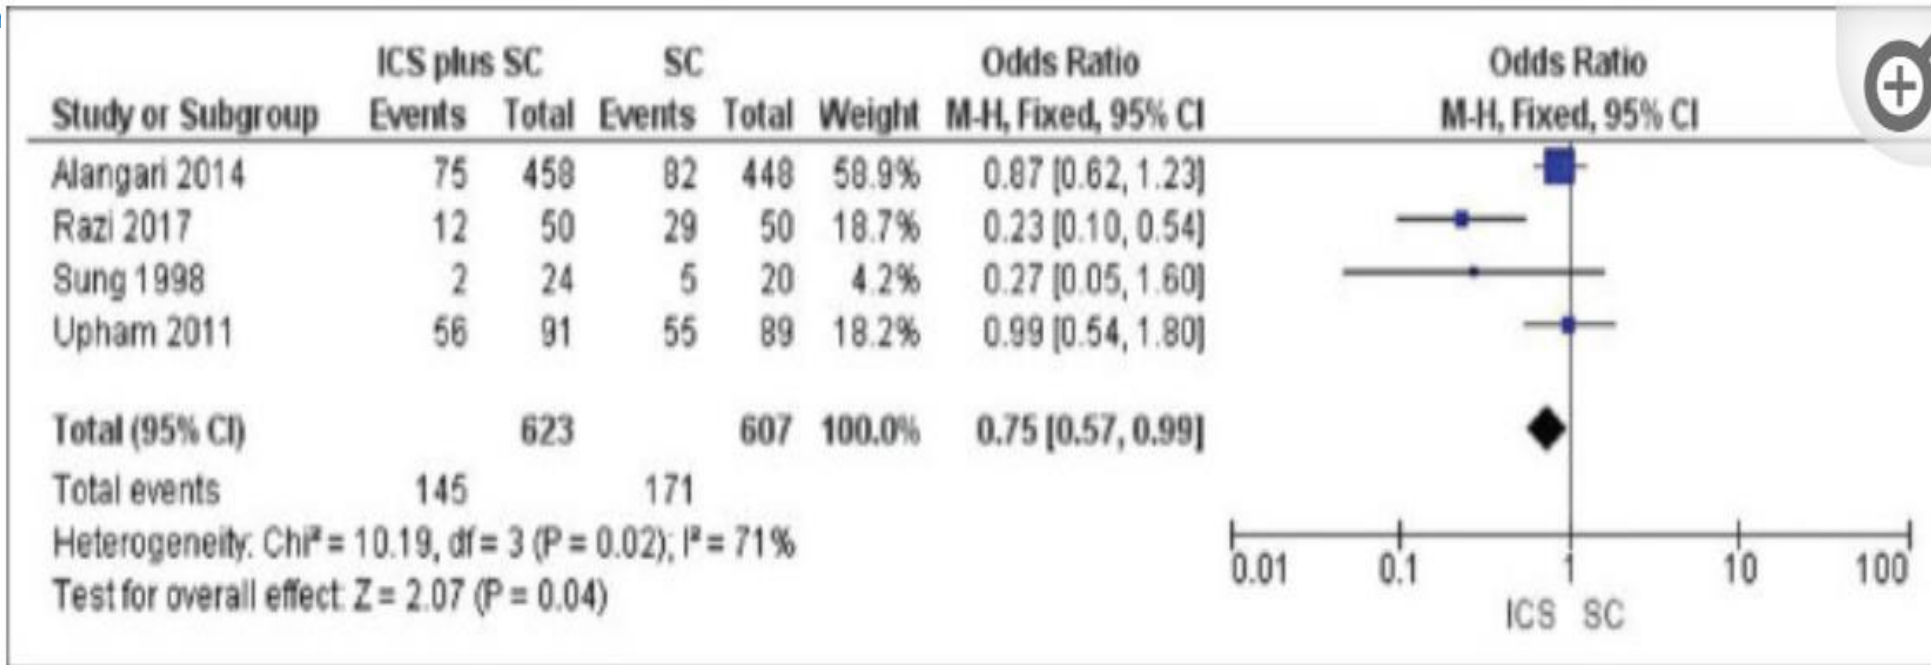 ICS plus SC SC Odds Ratio Odds Ratio
Study or Subgroup Events Total Events Total Weight M-H, Fixed, 95% CI M-H, Fixed, 95% CI
Alangari 2014 75 458 82 448 58.9% 0.87 [0.62, 1.23]
Razi 2017 12 50 29 50 18.7% 0.23 [0.10, 0.54]
Sung 1998 2 24 5 20 4.2% 0.27 [0.05, 1.60]
Upham 2011 56 91 55 89 18.2% 0.99 [0.54, 1.80]
Total (95% CI) 623 607 100.0% 0.75 [0.57, 0.99]
Total events 145 171
Heterogeneity: Chi² = 10.19, df = 3 (P = 0.02); I² = 71%
Test for overall effect: Z = 2.07 (P = 0.04)
0.01 0.1 1 10 100
ICS SC